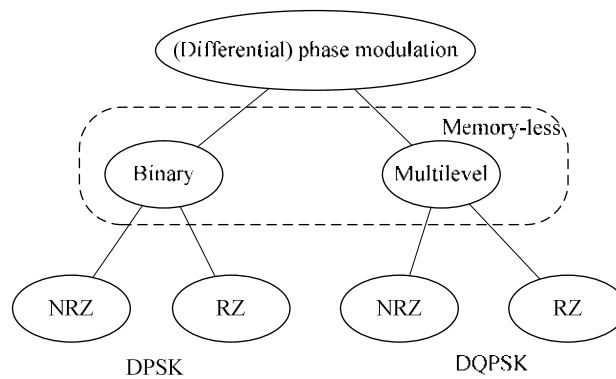 (Differential) phase modulation
Memory-less
Binary
Multilevel
NRZ
RZ
NRZ
RZ
DPSK
DQPSK